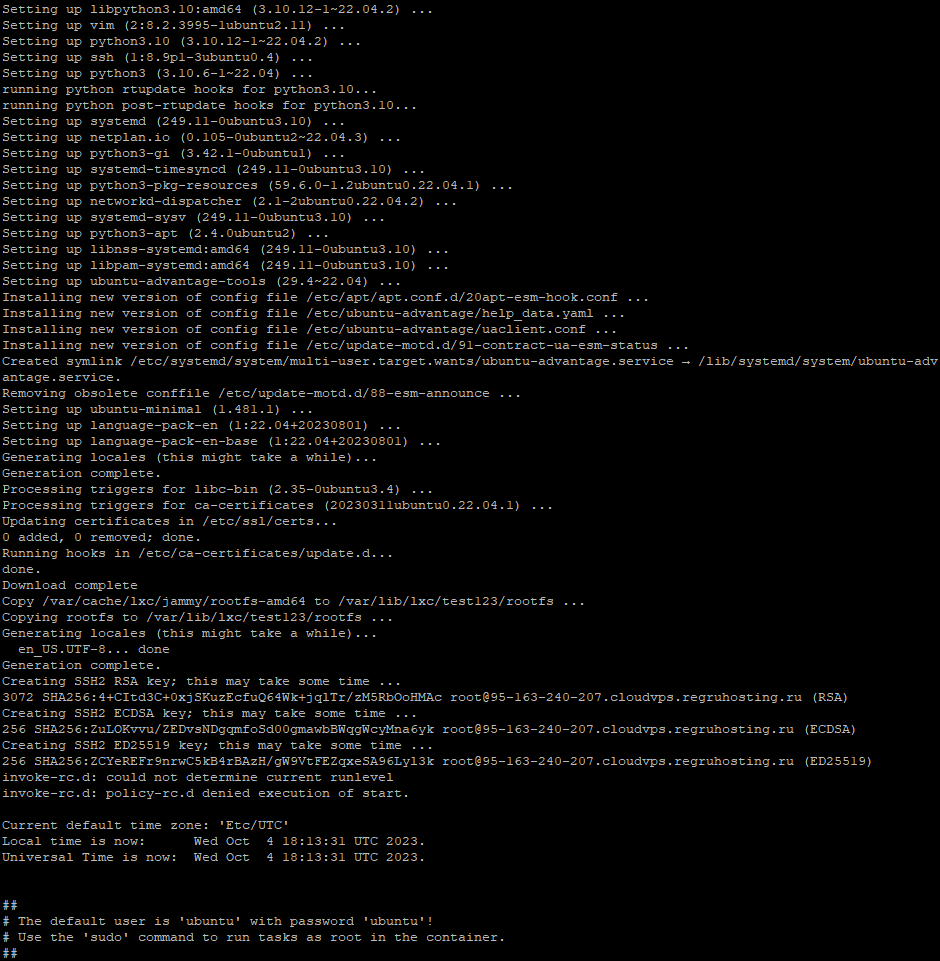 Setting up libpython3.10:amd64 (3.10.12-1~22.04.2) ...
Setting up vim (2:8.2.3995-1ubuntu2.11) ...
Setting up python3.10 (3.10.12-1~22.04.2) ...
Setting up ssh (1:8.9p1-3ubuntu0.4) ...
Setting up python3 (3.10.6-1~22.04) ...
running python rtupdate hooks for python3.10...
running python post-rtupdate hooks for python3.10...
Setting up systemd (249.11-0ubuntu3.10) ...
Setting up netplan.io (0.105-0ubuntu2~22.04.3) ...
Setting up python3-gi (3.42.1-0ubuntu1) ...
Setting up systemd-timesyncd (249.11-0ubuntu3.10) ...
Setting up python3-pkg-resources (59.6.0-1.2ubuntu0.22.04.1) ...
Setting up networkd-dispatcher (2.1-2ubuntu0.22.04.2) ...
Setting up systemd-sysv (249.11-0ubuntu3.10) ...
Setting up python3-apt (2.4.0ubuntu2) ...
Setting up libnss-systemd:amd64 (249.11-0ubuntu3.10) ...
Setting up libpam-systemd:amd64 (249.11-0ubuntu3.10) ...
Setting up ubuntu-advantage-tools (29.4~22.04) ...
Installing new version of config file /etc/apt/apt.conf.d/20apt-esm-hook.conf ...
Installing new version of config file /etc/ubuntu-advantage/help_data.yaml ...
Installing new version of config file /etc/ubuntu-advantage/uaclient.conf ...
Installing new version of config file /etc/update-motd.d/91-contract-ua-esm-status ...
Created symlink /etc/systemd/system/multi-user.target.wants/ubuntu-advantage.service → /lib/systemd/system/ubuntu-adv
antage.service.
Removing obsolete conffile /etc/update-motd.d/88-esm-announce ...
Setting up ubuntu-minimal (1.481.1) ...
Setting up language-pack-en (1:22.04+20230801) ...
Setting up language-pack-en-base (1:22.04+20230801) ...
Generating locales (this might take a while)...
Generation complete.
Processing triggers for libc-bin (2.35-0ubuntu3.4) ...
Processing triggers for ca-certificates (20230311ubuntu0.22.04.1) ...
Updating certificates in /etc/ssl/certs...
0 added, 0 removed; done.
Running hooks in /etc/ca-certificates/update.d...
done.
Download complete
Copy /var/cache/lxc/jammy/rootfs-amd64 to /var/lib/lxc/test123/rootfs ...
Copying rootfs to /var/lib/lxc/test123/rootfs ...
Generating locales (this might take a while)...
  en_US.UTF-8... done
Generation complete.
Creating SSH2 RSA key; this may take some time ...
3072 SHA256:4+CItd3C+0xjSKuzEcfuQ64Wk+jqlTr/zM5RbOoHMAc root@95-163-240-207.cloudvps.regruhosting.ru (RSA)
Creating SSH2 ECDSA key; this may take some time ...
256 SHA256:ZuLOKvvu/ZEDvsNDgqmfoSd00gmawbBWqgWcyMna6yk root@95-163-240-207.cloudvps.regruhosting.ru (ECDSA)
Creating SSH2 ED25519 key; this may take some time ...
256 SHA256:ZCYeREFr9nrwC5kB4rBAzH/gW9VtFEZqxeSA96Lyl3k root@95-163-240-207.cloudvps.regruhosting.ru (ED25519)
invoke-rc.d: could not determine current runlevel
invoke-rc.d: policy-rc.d denied execution of start.

Current default time zone: 'Etc/UTC'
Local time is now:      Wed Oct  4 18:13:31 UTC 2023.
Universal Time is now:  Wed Oct  4 18:13:31 UTC 2023.


##
# The default user is 'ubuntu' with password 'ubuntu'!
# Use the 'sudo' command to run tasks as root in the container.
##